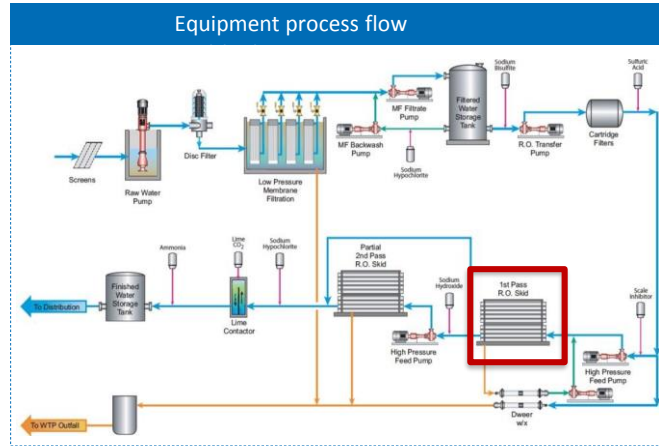 Equipment process flow
Sodium
Bisulfite
Sulfuric
Acid
MF Filtrate
Pump
Filtered
Water
Storage
Tank
Disc Filter
MF Backwash
Pump
R.O. Transfer
Pump
Cartridge
Filters
Screens
Raw Water
Pump
Low Pressure
Membrane
Filtration
Sodium
Hypochlorite
Ammonia
Lime
CO2
Sodium
Hypochlorite
Partial
2nd Pass
R.O. Skid
Sodium
Hydroxide
1st Pass
R.O. Skid
Scale
Inhibitor
Finished
Water
Storage
Tank
To Distribution
Lime
Contactor
High Pressure
Feed Pump
High Pressure
Feed Pump
Dweer
w/x
To WTP Outfall